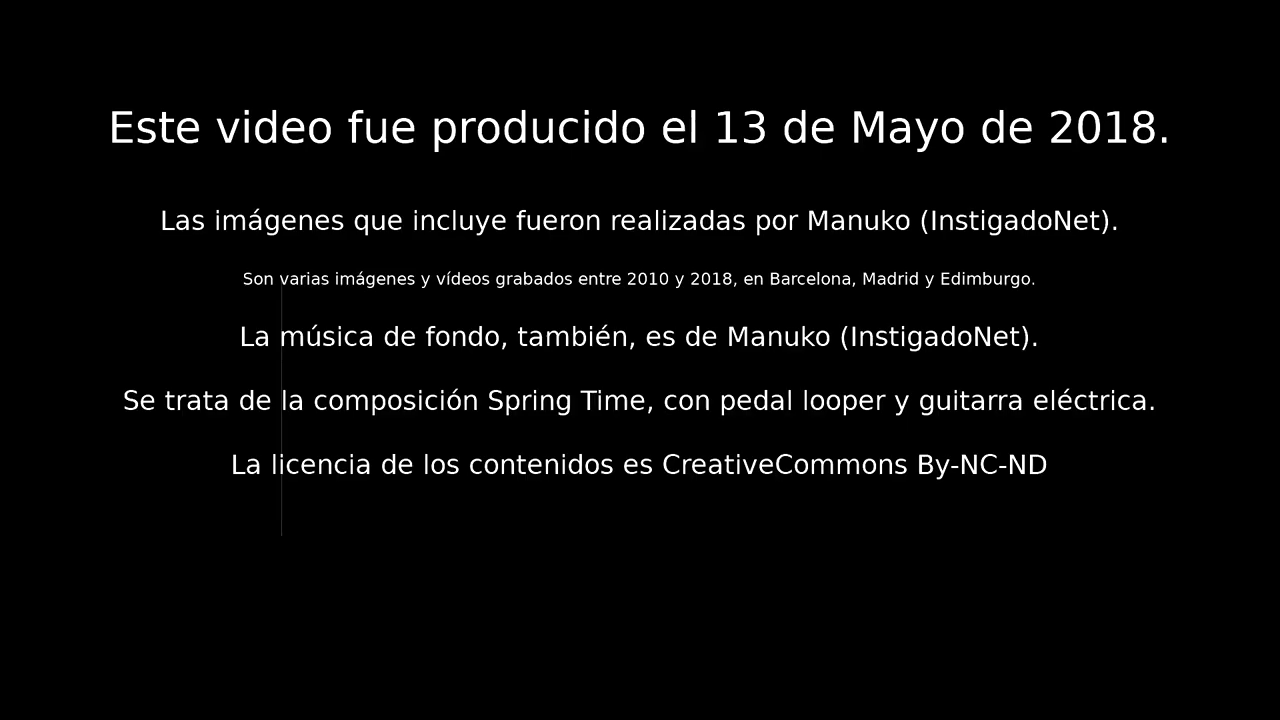 Este video fue producido el 13 de Mayo de 2018.
Las imágenes que incluye fueron realizadas por Manuko (InstigadoNet).
Son varias imágenes y vídeos grabados entre 2010 y 2018, en Barcelona, Madrid y Edimburgo.
La música de fondo, también, es de Manuko (InstigadoNet).
Se trata de la composición Spring Time, con pedal looper y guitarra eléctrica.
La licencia de los contenidos es CreativeCommons By-NC-ND